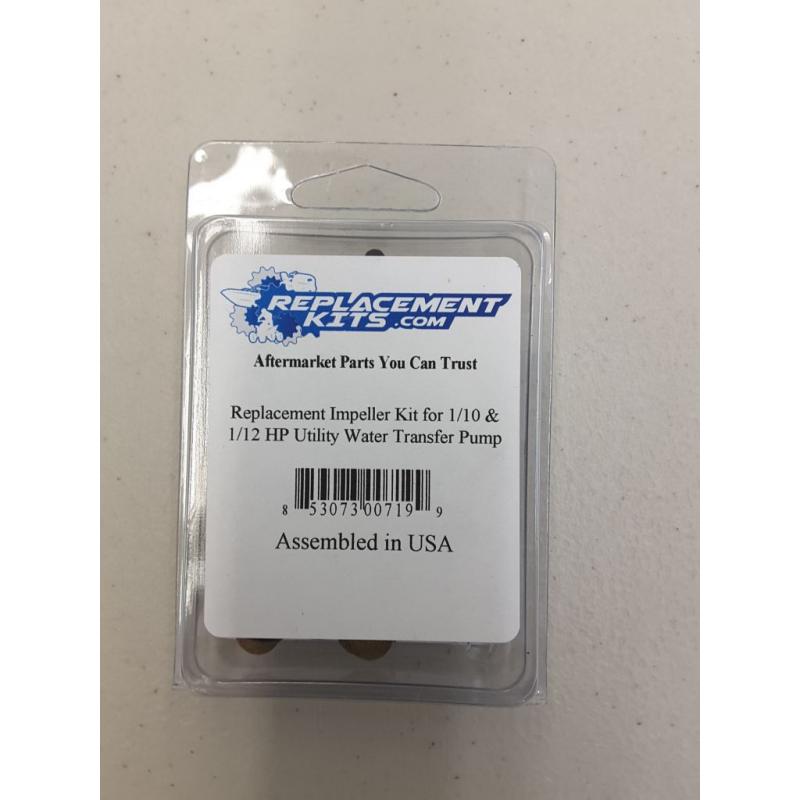 REPLACEMENT
KITS.COM
Aftermarket Parts You Can Trust
Replacement Impeller Kit for 1/10 &
1/12 HP Utility Water Transfer Pump
8 53073 00719 9
Assembled in USA